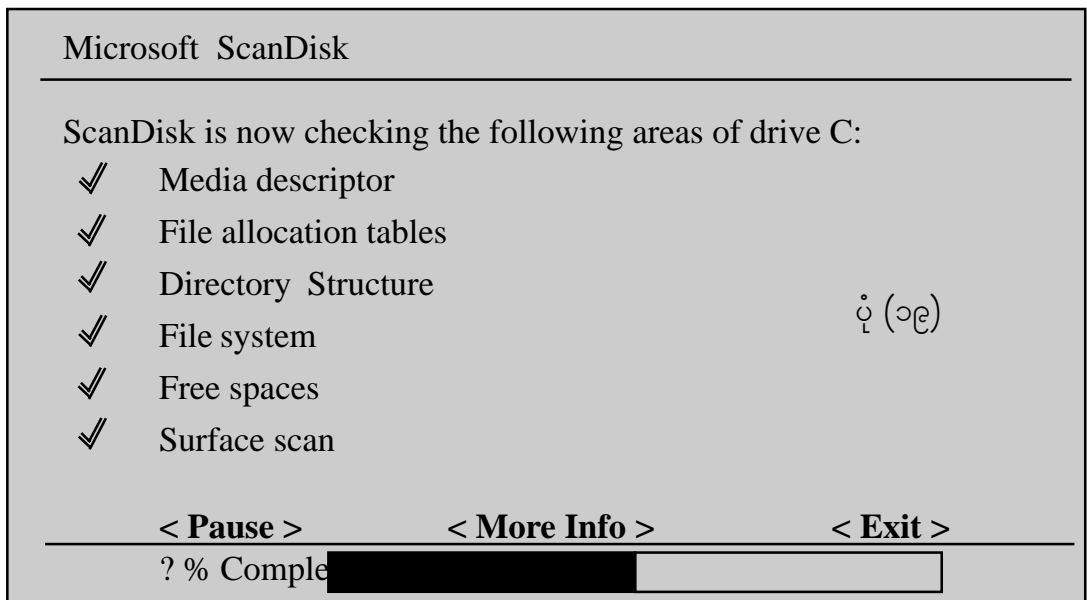 Microsoft ScanDisk
ScanDisk is now checking the following areas of drive C:
Media descriptor
File allocation tables
Directory Structure
ပုံ (၁၉)
File system
Free spaces
Surface scan
< Pause > < More Info > < Exit >
? % Comple